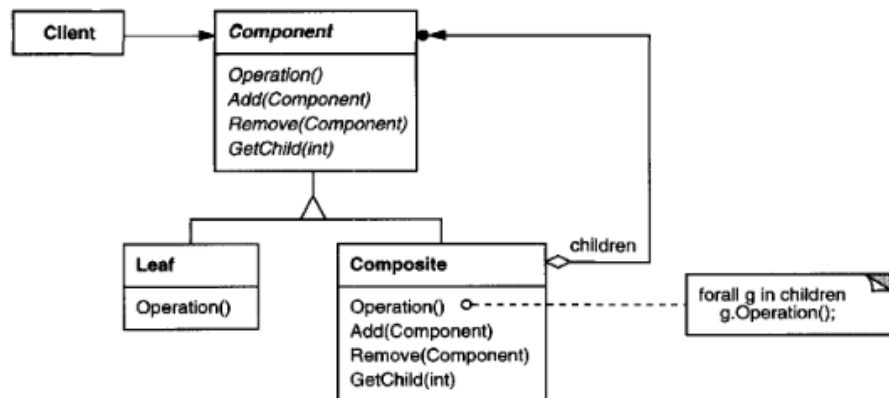 Client
Component
Operation()
Add(Component)
Remove(Component)
GetChild(int)
Leaf
Operation()
Composite
Operation()
Add(Component)
Remove(Component)
GetChild(int)
children
forall g in children
g.Operation();